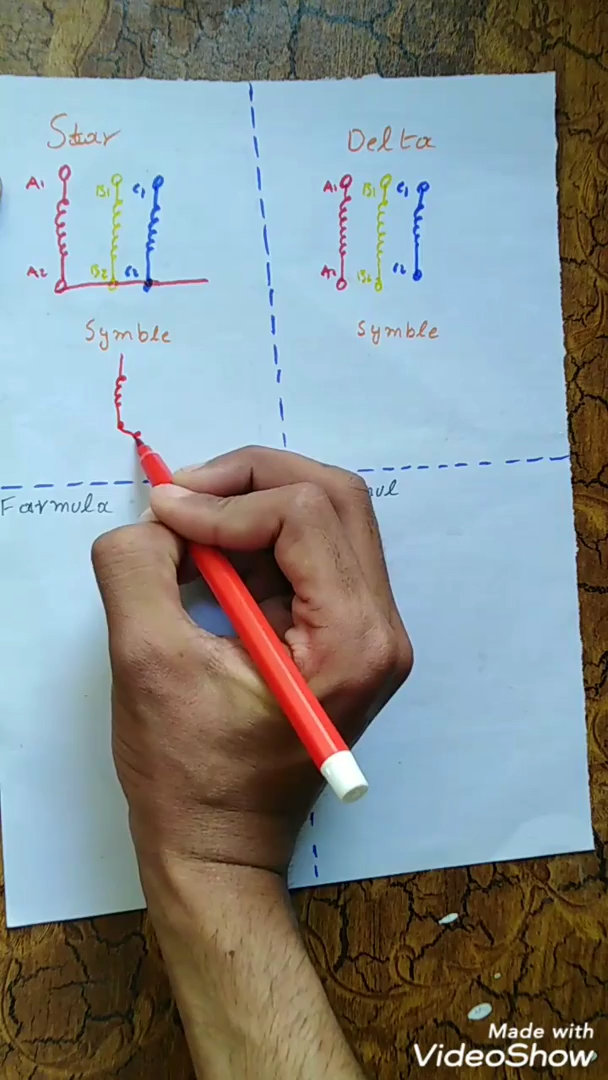 Star
A1 B1 C1
A2 B2 C2
Symble
Delta
A1 B1 C1
A2 B2 C2
Symble
Farmula
Made with
VideoShow